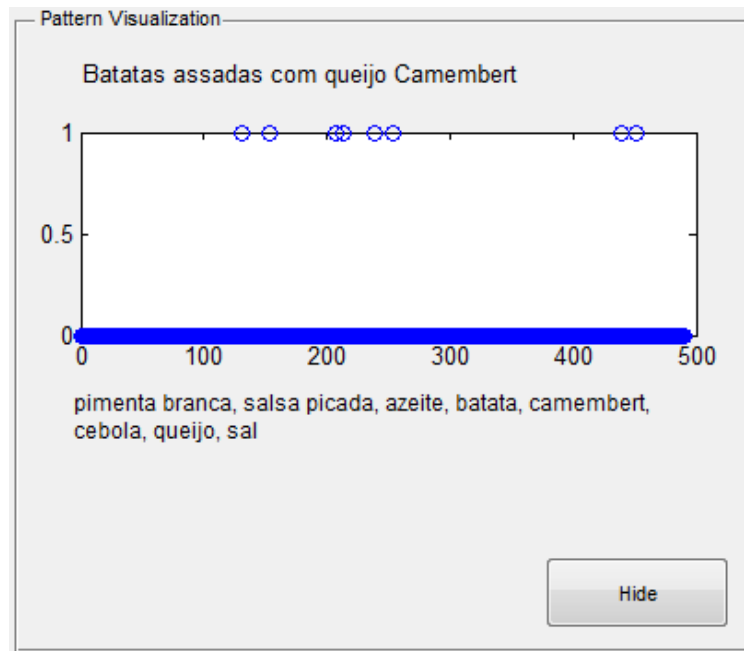 Pattern Visualization
Batatas assadas com queijo Camembert
1
0.5
0
0 100 200 300 400 500
pimenta branca, salsa picada, azeite, batata, camembert,
cebola, queijo, sal
Hide